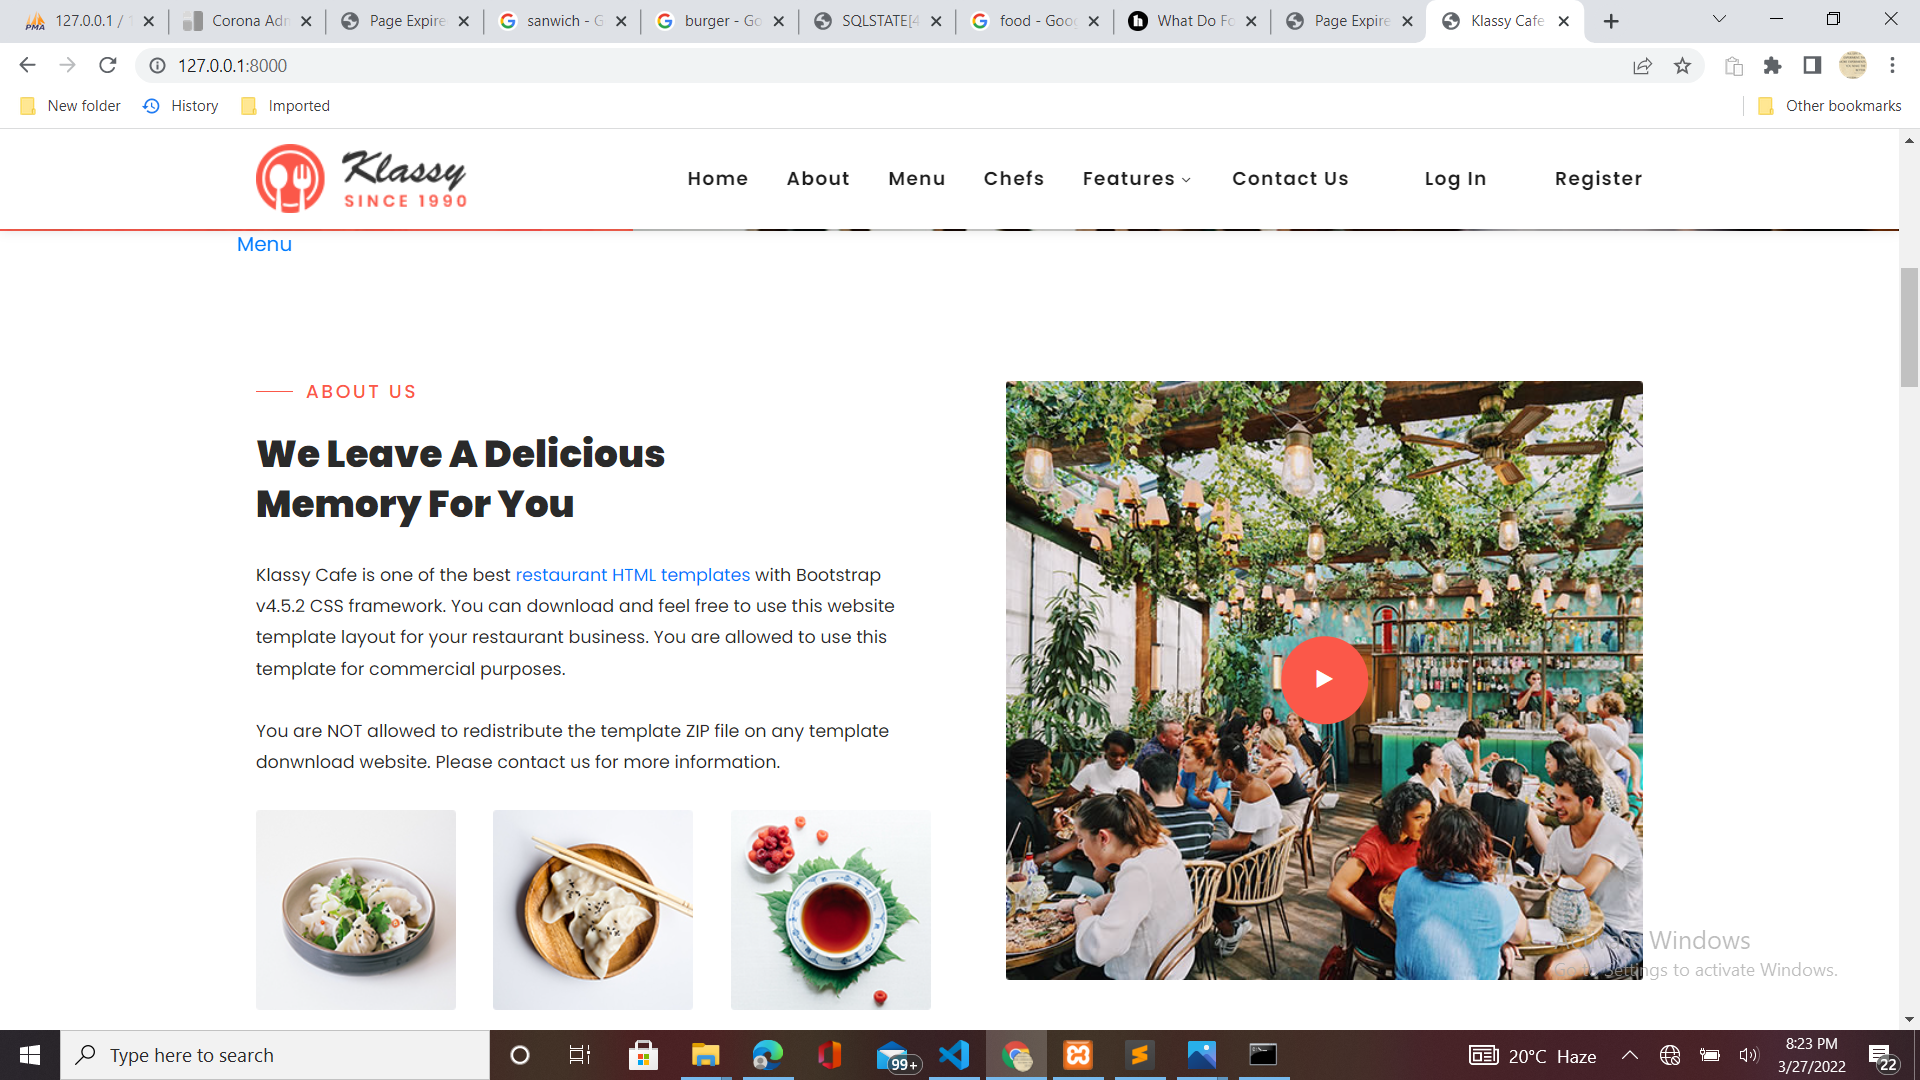 127.0.0.1 /
Corona Adn
Page Expire
sanwich - G
burger - Go
SQLSTATE[4
food - Goo
What Do Fo
Page Expire
Klassy Cafe
127.0.0.1:8000
New folder
History
Imported
Other bookmarks
Klassy
SINCE 1990
Home
About
Menu
Chefs
Features
Contact Us
Log In
Register
Menu
ABOUT US
We Leave A Delicious
Memory For You
Klassy Cafe is one of the best restaurant HTML templates with Bootstrap
v4.5.2 CSS framework. You can download and feel free to use this website
template layout for your restaurant business. You are allowed to use this
template for commercial purposes.
You are NOT allowed to redistribute the template ZIP file on any template
donwnload website. Please contact us for more information.
Windows
Settings to activate Windows.
Type here to search
99+
20°C Haze
8:23 PM
3/27/2022
22